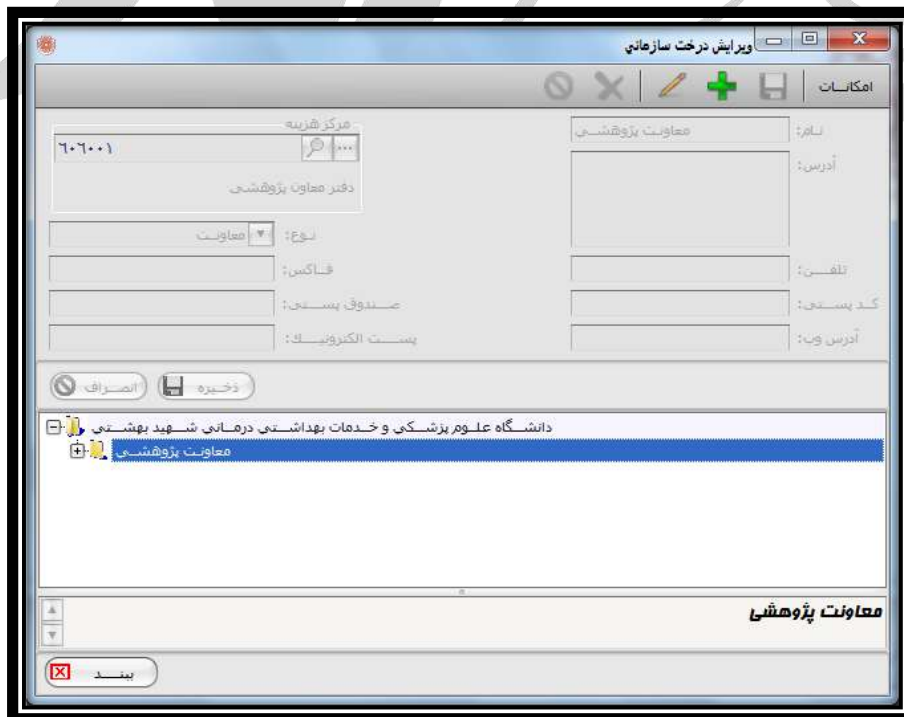 ویرایش درخت سازمانی
امکانات
نام: معاونت پژوهشی
مرکز هزینه
۶۰۶۰۰۱
آدرس:
دفتر معاون پژوهشی
نوع: معاونت
تلفن:
فاکس:
کد پستی:
صندوق پستی:
آدرس وب:
پست الکترونیک:
ذخیره
انصراف
دانشگاه علوم پزشکی و خدمات بهداشتی درمانی شهید بهشتی
معاونت پژوهشی
معاونت پژوهشی
ببند